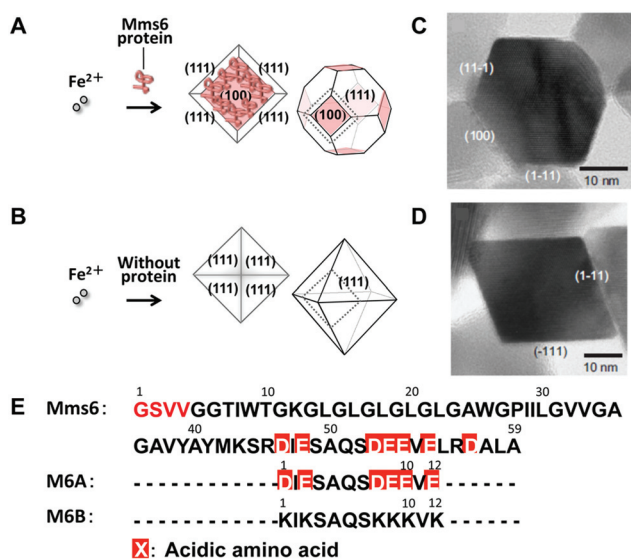 A
Mms6
protein
Fe2+
(111)
(111)
(100)
(111)
(111)
(111)
(100)
C
(11-1)
(100)
(1-11)
10 nm
B
Fe2+
Without
protein
(111)
(111)
(111)
(111)
(111)
D
(1-11)
(-111)
10 nm
E
1 10 20 30
Mms6: GSVVGGTIWTGKGLGLGLGLGLGAWGPIILGVVGA
40 50 59
GAVYAYMKSRDIESAQSDEEVELRDALA
1 10 12
M6A: - - - - - - - - - - - DIESAQSDEEVE - - - - - -
1 10 12
M6B: - - - - - - - - - - - KIKSAQSKKKVK - - - - - -
X: Acidic amino acid